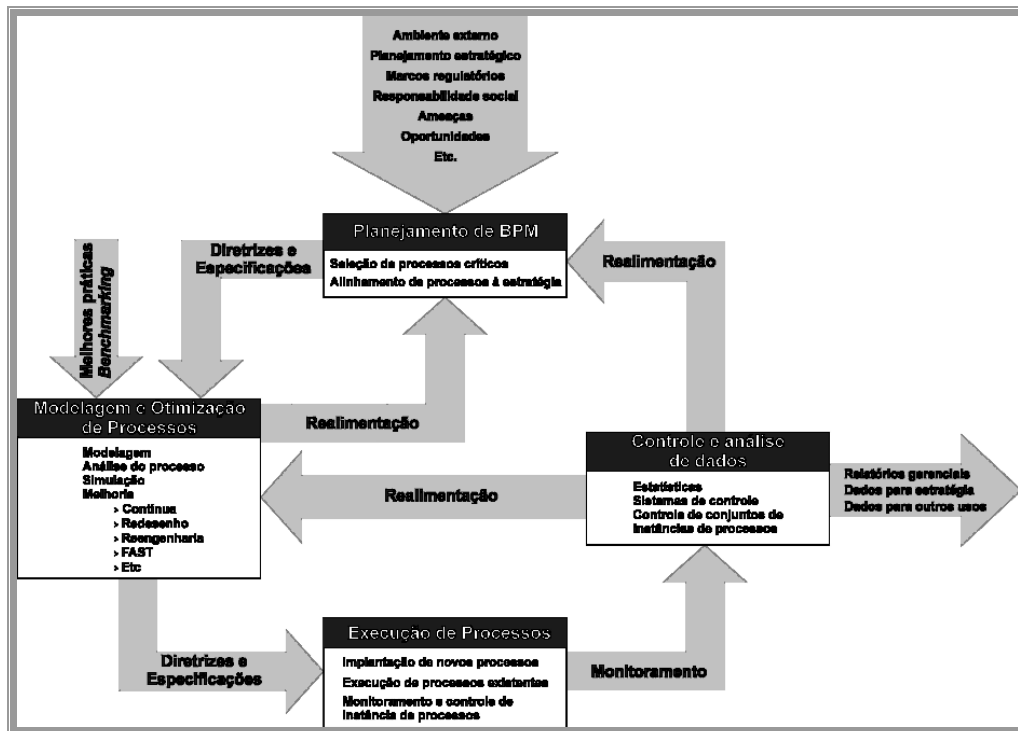 Ambiente externo
Planejamento estratégico
Marcos regulatórios
Responsabilidade social
Ameaças
Oportunidades
Etc.
Planejamento de BPM
Seleção de processos críticos
Alinhamento de processos à estratégia
Diretrizes e
Especificações
Realimentação
Melhores práticas
Benchmarking
Modelagem e Otimização
de Processos
Modelagem
Análise do processo
Simulação
Melhoria
> Contínua
> Redesenho
> Reengenharia
> FAST
> Etc
Realimentação
Realimentação
Controle e análise
de dados
Estatísticas
Sistemas de controle
Controle de conjuntos de
instâncias de processos
Relatórios gerenciais
Dados para estratégia
Dados para outros usos
Diretrizes e
Especificações
Execução de Processos
Implantação de novos processos
Execução de processos existentes
Monitoramento e controle de
instância de processos
Monitoramento